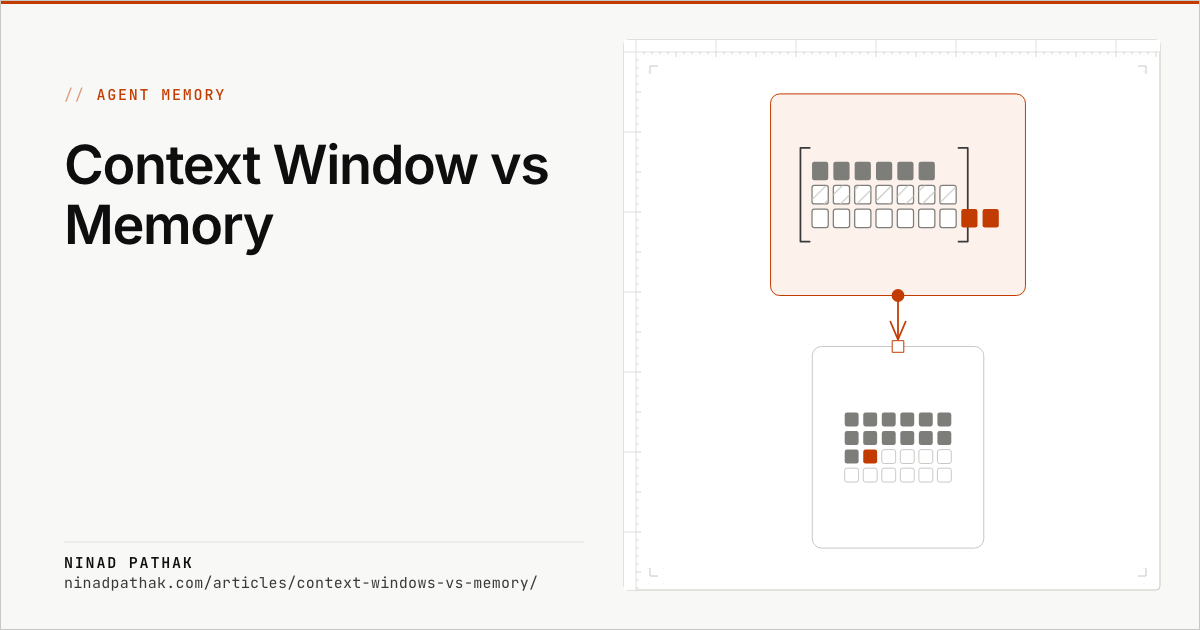 // AGENT MEMORY
Context Window vs
Memory
NINAD PATHAK
ninadpathak.com/articles/context-windows-vs-memory/